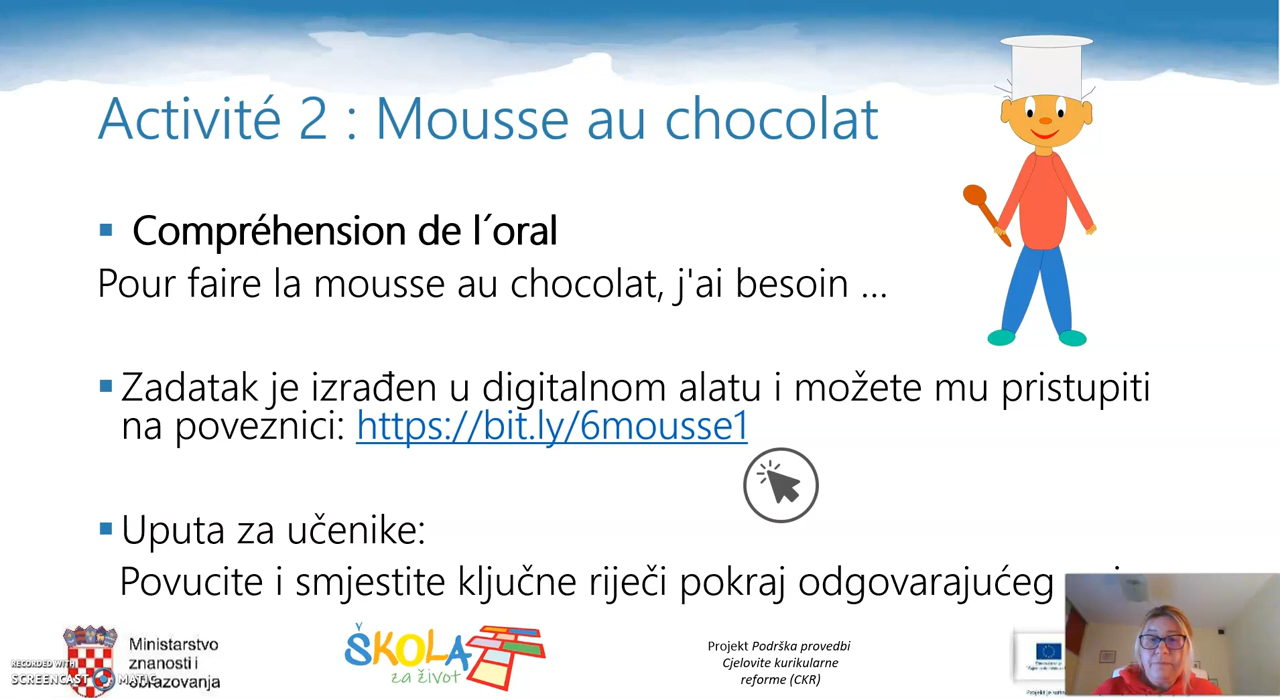 Activité 2 : Mousse au chocolat
Compréhension de l´oral
Pour faire la mousse au chocolat, j'ai besoin ...
Zadatak je izrađen u digitalnom alatu i možete mu pristupiti
na poveznici: https://bit.ly/6mousse1
Uputa za učenike:
Povucite i smjestite ključne riječi pokraj odgovarajućeg
Ministarstvo
znanosti i
obrazovanja
RECORDED WITH
SCREENCAST MATIC
ŠKOLA
za život
Projekt Podrška provedbi
Cjelovite kurikularne
reforme (CKR)